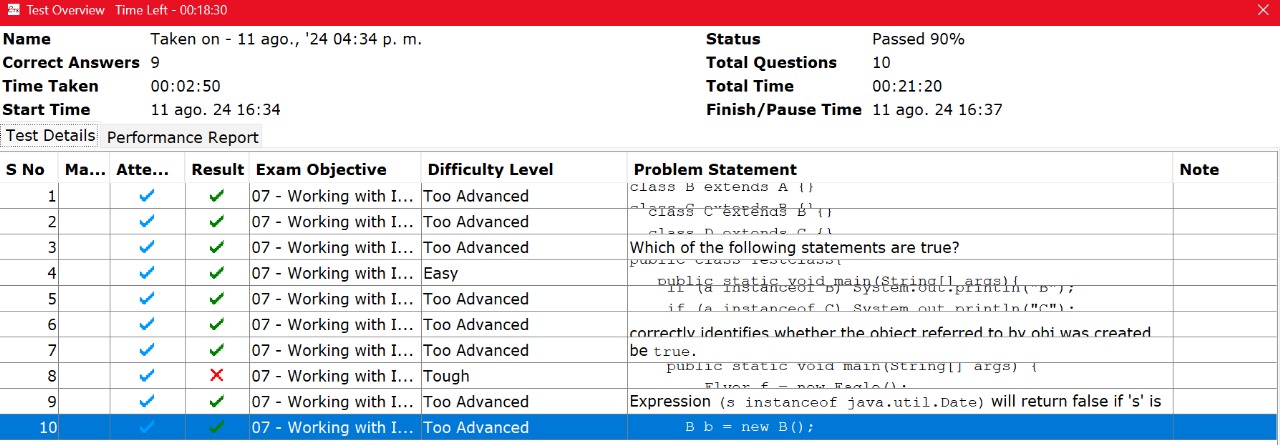 Test Overview Time Left - 00:18:30
Name Taken on - 11 ago., '24 04:34 p. m. Status Passed 90%
Correct Answers 9 Total Questions 10
Time Taken 00:02:50 Total Time 00:21:20
Start Time 11 ago. 24 16:34 Finish/Pause Time 11 ago. 24 16:37
Test Details Performance Report
S No Ma... Atte... Result Exam Objective Difficulty Level Problem Statement Note
1 07 - Working with I... Too Advanced class B extends A {}
class C extends B {}
2 07 - Working with I... Too Advanced class C extends B {}
class D extends C {}
3 07 - Working with I... Too Advanced Which of the following statements are true?
4 07 - Working with I... Easy public class TestClass{
public static void main(String[] args){
5 07 - Working with I... Too Advanced if (a instanceof B) System.out.println("B");
if (a instanceof C) System.out.println("C");
6 07 - Working with I... Too Advanced correctly identifies whether the object referred to by obj was created
7 07 - Working with I... Too Advanced be true.
8 07 - Working with I... Tough public static void main(String[] args) {
Flyer f = new Eagle();
9 07 - Working with I... Too Advanced Expression (s instanceof java.util.Date) will return false if 's' is
10 07 - Working with I... Too Advanced B b = new B();